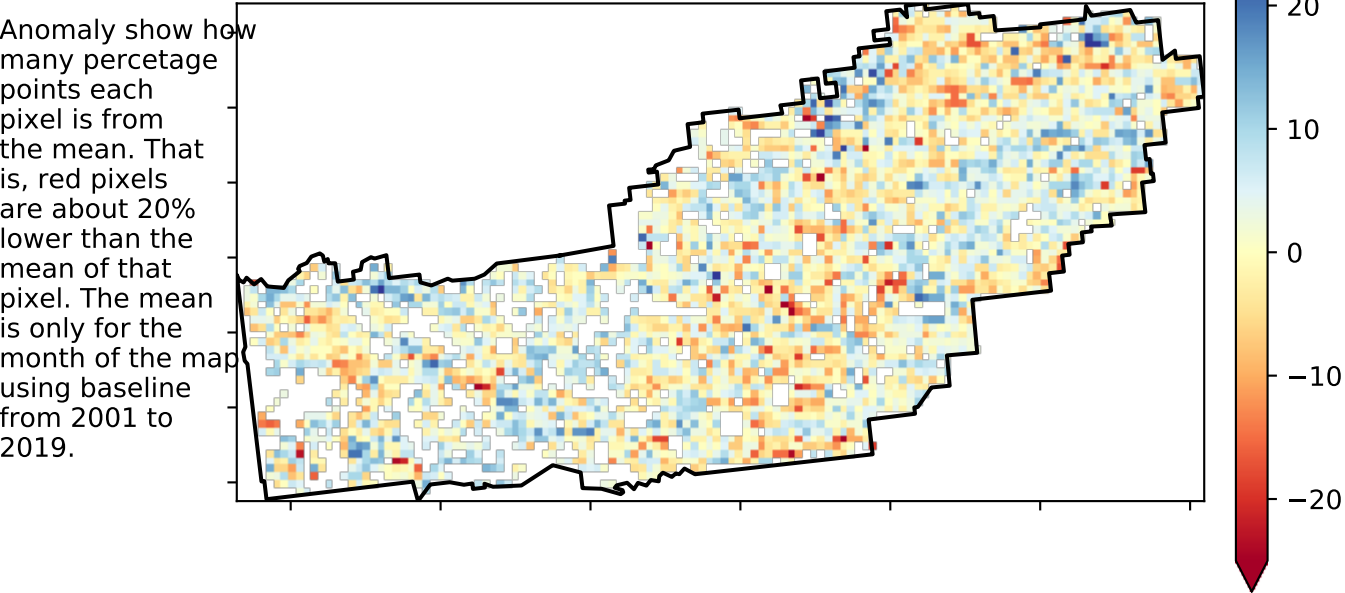 Anomaly show how
many percetage
points each
pixel is from
the mean. That
is, red pixels
are about 20%
lower than the
mean of that
pixel. The mean
is only for the
month of the map
using baseline
from 2001 to
2019.
20
10
0
−10
−20